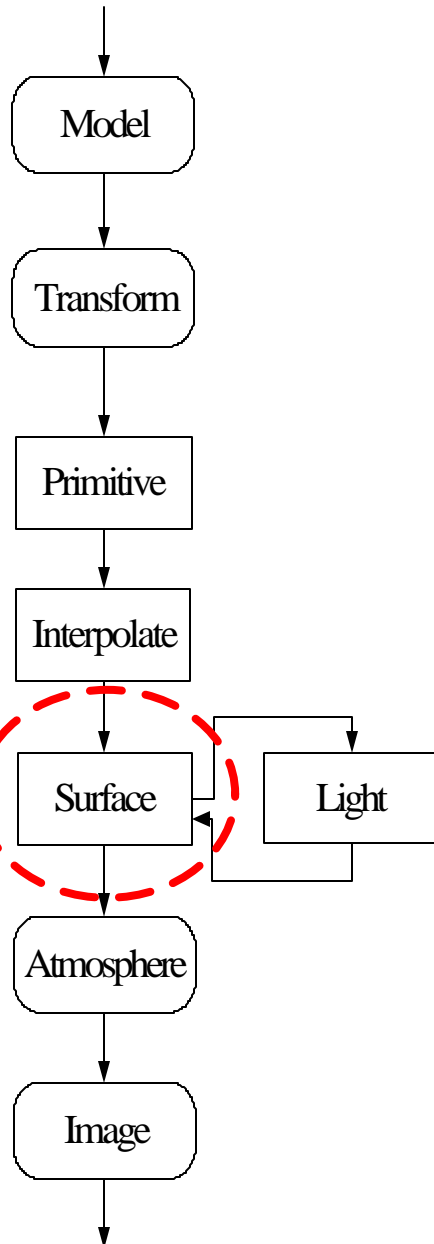 Model
Transform
Primitive
Interpolate
Surface
Light
Atmosphere
Image